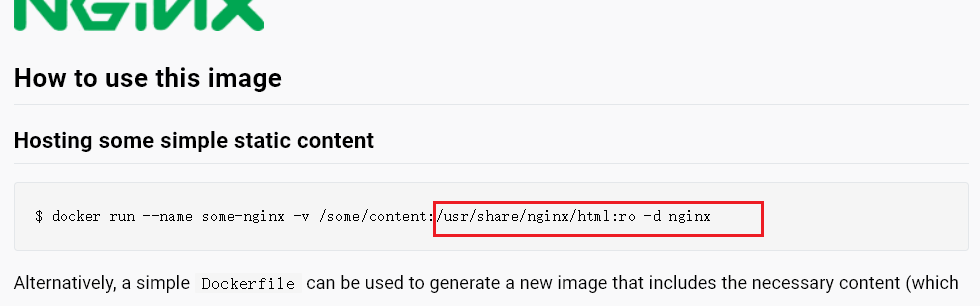 NGINX
How to use this image
Hosting some simple static content
$ docker run --name some-nginx -v /some/content:/usr/share/nginx/html:ro -d nginx
Alternatively, a simple Dockerfile can be used to generate a new image that includes the necessary content (which